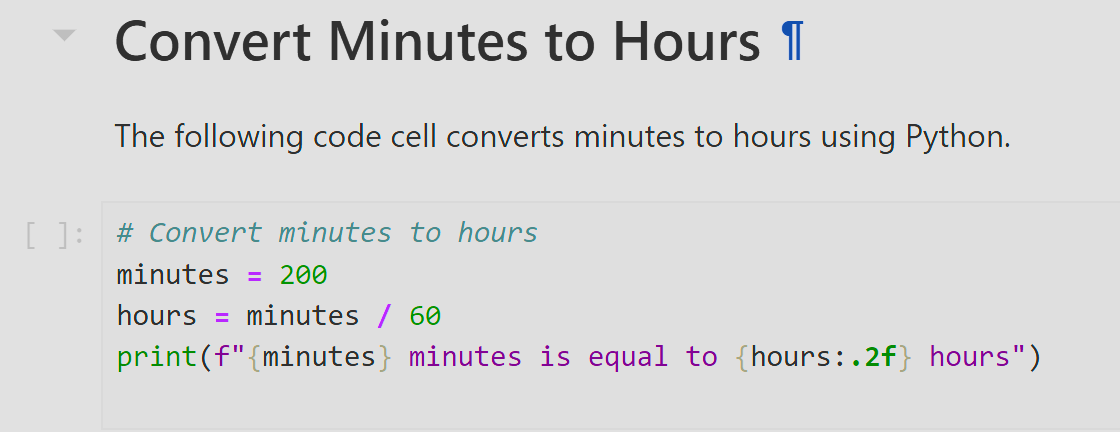 Convert Minutes to Hours ¶
The following code cell converts minutes to hours using Python.
[ ]:
# Convert minutes to hours
minutes = 200
hours = minutes / 60
print(f"{minutes} minutes is equal to {hours:.2f} hours")